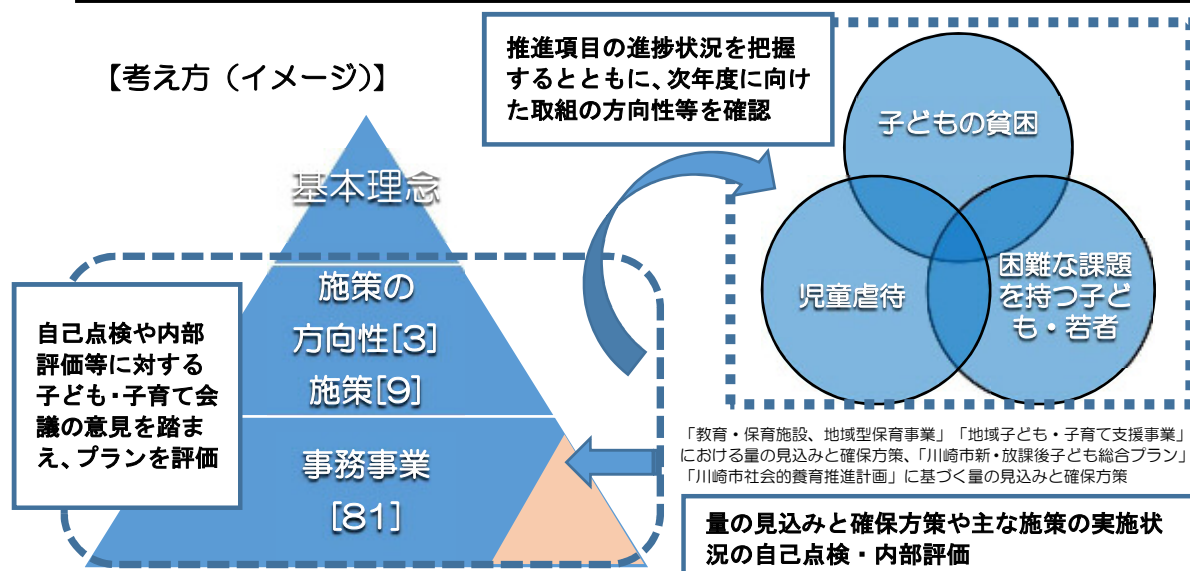 【考え方（イメージ）】
推進項目の進捗状況を把握
するとともに、次年度に向け
た取組の方向性等を確認
基本理念
施策の
方向性[3]
施策[9]
事務事業
[81]
自己点検や内部
評価等に対する
子ども・子育て会
議の意見を踏ま
え、プランを評価
子どもの貧困
児童虐待
困難な課題
を持つ子ど
も・若者
「教育・保育施設、地域型保育事業」「地域子ども・子育て支援事業」
における量の見込みと確保方策、「川崎市新・放課後子ども総合プラン」
「川崎市社会的養育推進計画」に基づく量の見込みと確保方策
量の見込みと確保方策や主な施策の実施状
況の自己点検・内部評価